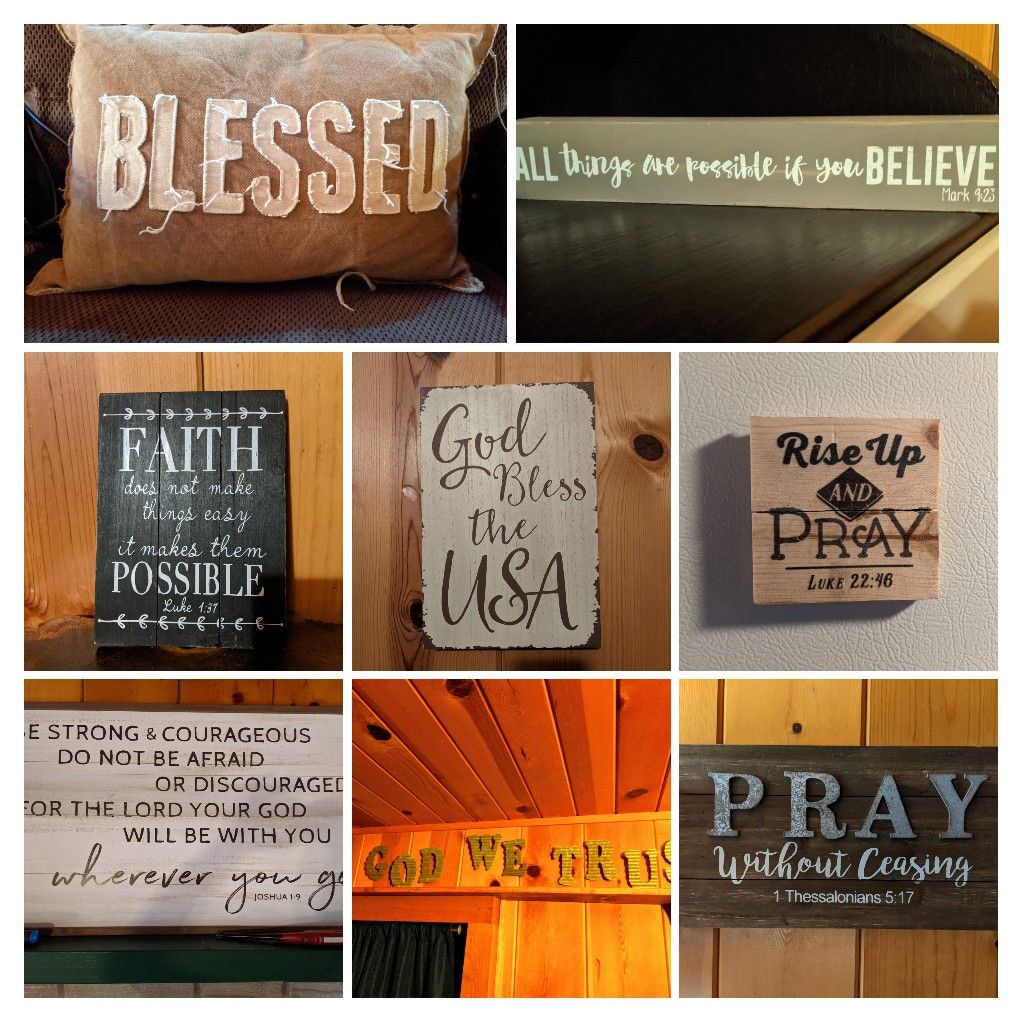 BLESSED
ALL things are possible if you BELIEVE
Mark 9:23
FAITH
does not make
things easy
it makes them
POSSIBLE
Luke 1:37
God
Bless
the
USA
Rise Up
AND
PRAY
LUKE 22:46
E STRONG & COURAGEOUS
DO NOT BE AFRAID
OR DISCOURAGED
FOR THE LORD YOUR GOD
WILL BE WITH YOU
wherever you go
JOSHUA 1:9
GOD WE TRUS
PRAY
Without Ceasing
1 Thessalonians 5:17